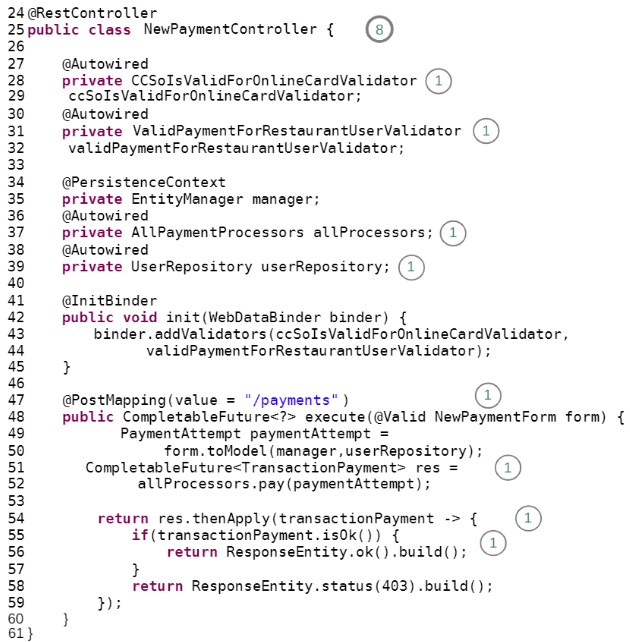 24 @RestController
25 public class NewPaymentController { 8
26
27 @Autowired
28 private CCSoIsValidForOnlineCardValidator 1
29 ccSoIsValidForOnlineCardValidator;
30 @Autowired
31 private ValidPaymentForRestaurantUserValidator 1
32 validPaymentForRestaurantUserValidator;
33
34 @PersistenceContext
35 private EntityManager manager;
36 @Autowired
37 private AllPaymentProcessors allProcessors; 1
38 @Autowired
39 private UserRepository userRepository; 1
40
41 @InitBinder
42 public void init(WebDataBinder binder) {
43 binder.addValidators(ccSoIsValidForOnlineCardValidator,
44 validPaymentForRestaurantUserValidator);
45 }
46
47 @PostMapping(value = "/payments") 1
48 public CompletableFuture<?> execute(@Valid NewPaymentForm form) {
49 PaymentAttempt paymentAttempt =
50 form.toModel(manager,userRepository);
51 CompletableFuture<TransactionPayment> res = 1
52 allProcessors.pay(paymentAttempt);
53
54 return res.thenApply(transactionPayment -> { 1
55 if(transactionPayment.isOk()) { 1
56 return ResponseEntity.ok().build();
57 }
58 return ResponseEntity.status(403).build();
59 });
60 }
61 }